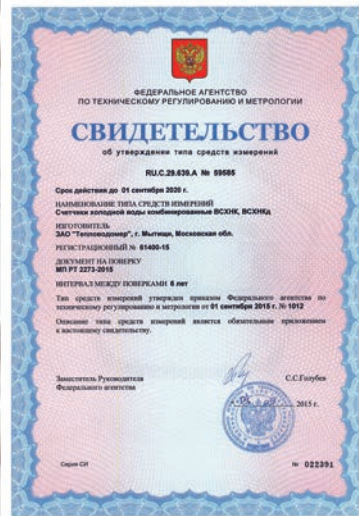 ФЕДЕРАЛЬНОЕ АГЕНТСТВО
ПО ТЕХНИЧЕСКОМУ РЕГУЛИРОВАНИЮ И МЕТРОЛОГИИ
СВИДЕТЕЛЬСТВО
об утверждении типа средств измерений
RU.C.29.639.A № 59585
Срок действия до 01 сентября 2020 г.
НАИМЕНОВАНИЕ ТИПА СРЕДСТВ ИЗМЕРЕНИЙ
Счетчики холодной воды комбинированные ВСХНК, ВСХНКд
ИЗГОТОВИТЕЛЬ
ЗАО "Тепловодомер", г. Мытищи, Московская обл.
РЕГИСТРАЦИОННЫЙ № 61400-15
ДОКУМЕНТ НА ПОВЕРКУ
МП РТ 2273-2015
ИНТЕРВАЛ МЕЖДУ ПОВЕРКАМИ 6 лет
Тип средств измерений утвержден приказом Федерального агентства по
техническому регулированию и метрологии от 01 сентября 2015 г. № 1012
Описание типа средств измерений является обязательным приложением
к настоящему свидетельству.
Заместитель Руководителя С.С.Голубев
Федерального агентства
2015 г.
Серия СИ № 022391